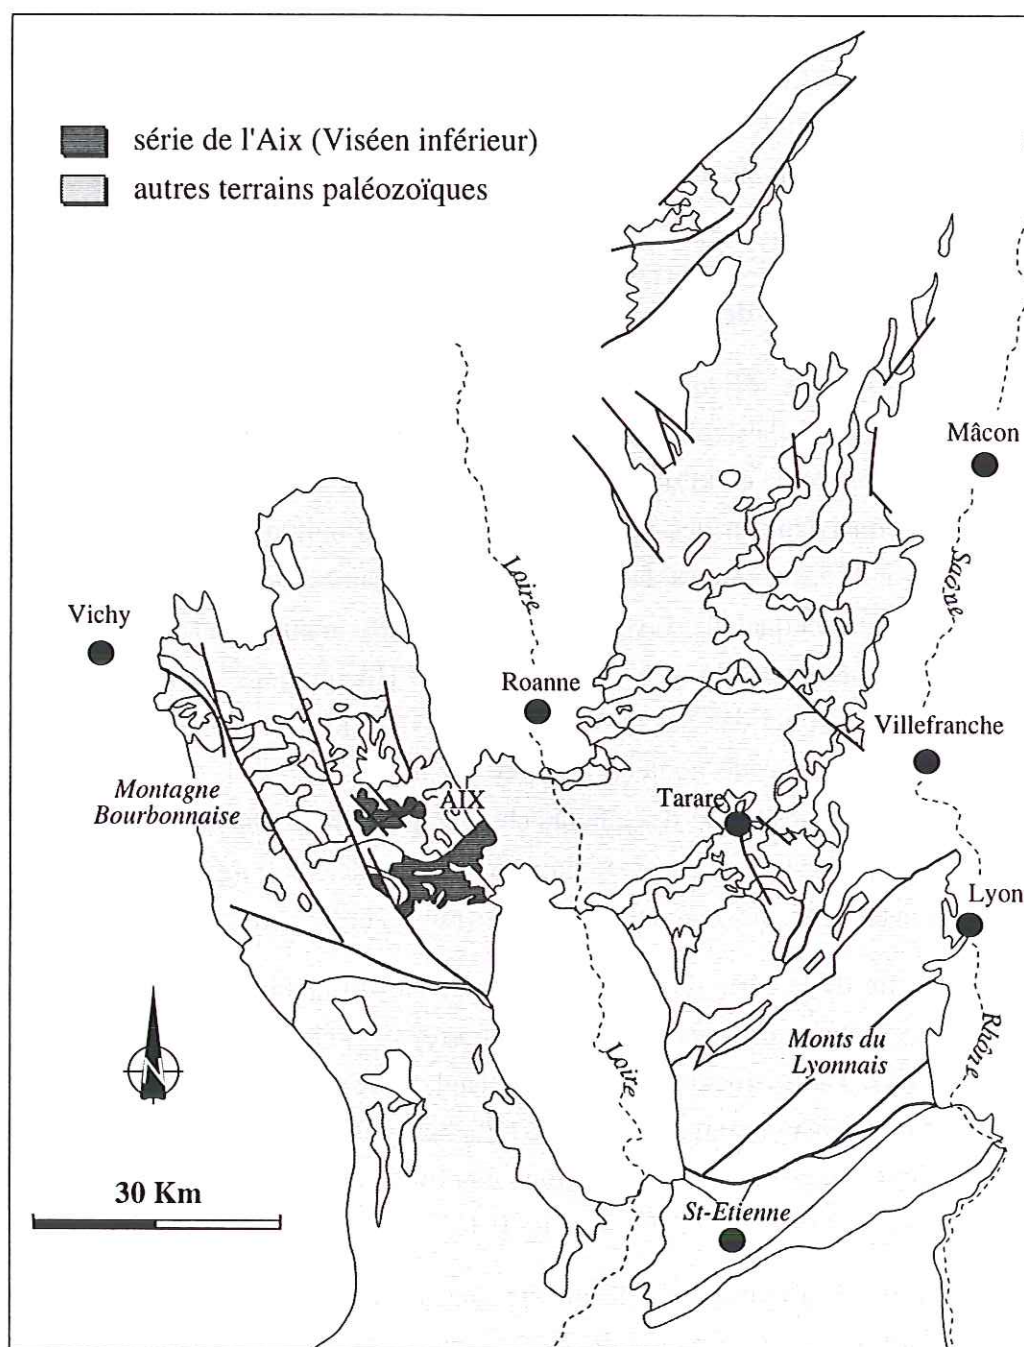 série de l'Aix (Viséen inférieur)
autres terrains paléozoïques
Mâcon
Loire
Saône
Vichy
Roanne
Villefranche
Montagne
Bourbonnaise
AIX
Tarare
Lyon
N
Loire
Monts du
Lyonnais
Rhône
30 Km
St-Etienne